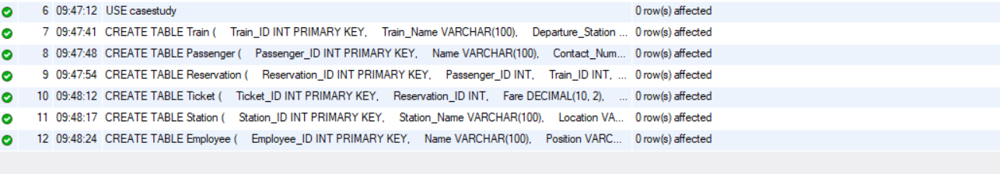 6 09:47:12 USE casestudy 0 row(s) affected
7 09:47:41 CREATE TABLE Train ( Train_ID INT PRIMARY KEY, Train_Name VARCHAR(100), Departure_Station ... 0 row(s) affected
8 09:47:48 CREATE TABLE Passenger ( Passenger_ID INT PRIMARY KEY, Name VARCHAR(100), Contact_Num... 0 row(s) affected
9 09:47:54 CREATE TABLE Reservation ( Reservation_ID INT PRIMARY KEY, Passenger_ID INT, Train_ID INT, ... 0 row(s) affected
10 09:48:12 CREATE TABLE Ticket ( Ticket_ID INT PRIMARY KEY, Reservation_ID INT, Fare DECIMAL(10, 2), ... 0 row(s) affected
11 09:48:17 CREATE TABLE Station ( Station_ID INT PRIMARY KEY, Station_Name VARCHAR(100), Location VA... 0 row(s) affected
12 09:48:24 CREATE TABLE Employee ( Employee_ID INT PRIMARY KEY, Name VARCHAR(100), Position VARC... 0 row(s) affected